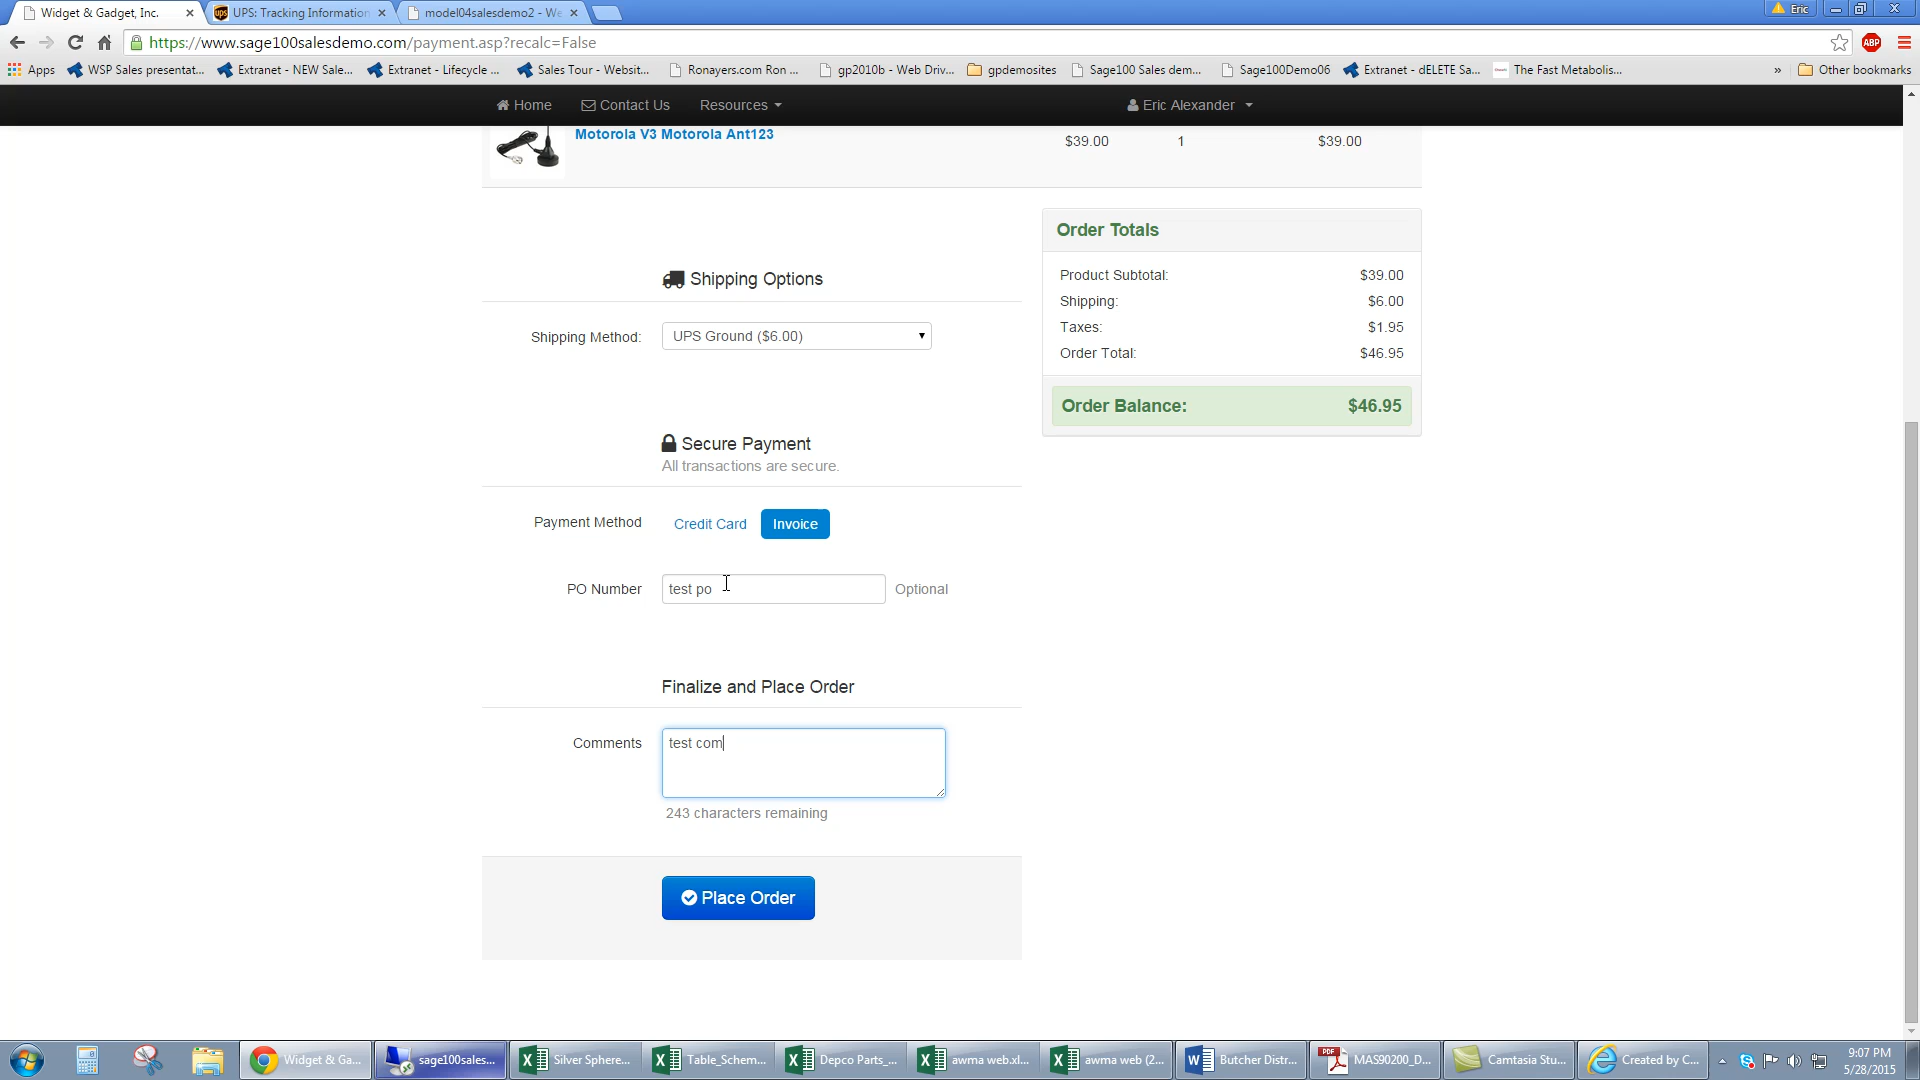 Widget & Gadget, Inc.
UPS: Tracking Information
model04salesdemo2 - We
Eric
https://www.sage100salesdemo.com/payment.asp?recalc=False
ABP
Apps
WSP Sales presentat...
Extranet - NEW Sale...
Extranet - Lifecycle ...
Sales Tour - Websit...
Ronayers.com Ron ...
gp2010b - Web Driv...
gpdemosites
Sage100 Sales dem...
Sage100Demo06
Extranet - dELETE Sa...
The Fast Metabolis...
»
Other bookmarks
Home
Contact Us
Resources
Eric Alexander
Motorola V3 Motorola Ant123
$39.00
1
$39.00
Order Totals
Product Subtotal: $39.00
Shipping: $6.00
Taxes: $1.95
Order Total: $46.95
Order Balance: $46.95
Shipping Options
Shipping Method: UPS Ground ($6.00)
Secure Payment
All transactions are secure.
Payment Method Credit Card Invoice
PO Number test po Optional
Finalize and Place Order
Comments test com
243 characters remaining
Place Order
Widget & Ga...
sage100sales...
Silver Sphere...
Table_Schem...
Depco Parts_...
awma web.xl...
awma web (2...
Butcher Distr...
PDF
MAS90200_D...
Camtasia Stu...
Created by C...
9:07 PM
5/28/2015